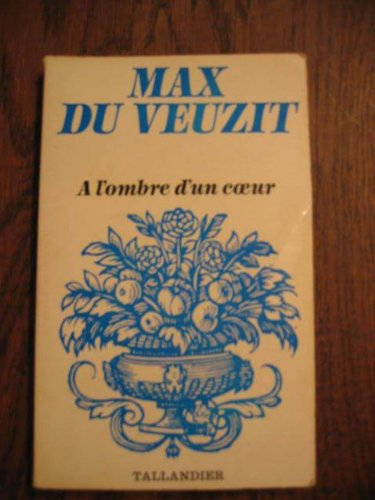 MAX
DU VEUZIT
A l'ombre d'un cœur
TALLANDIER